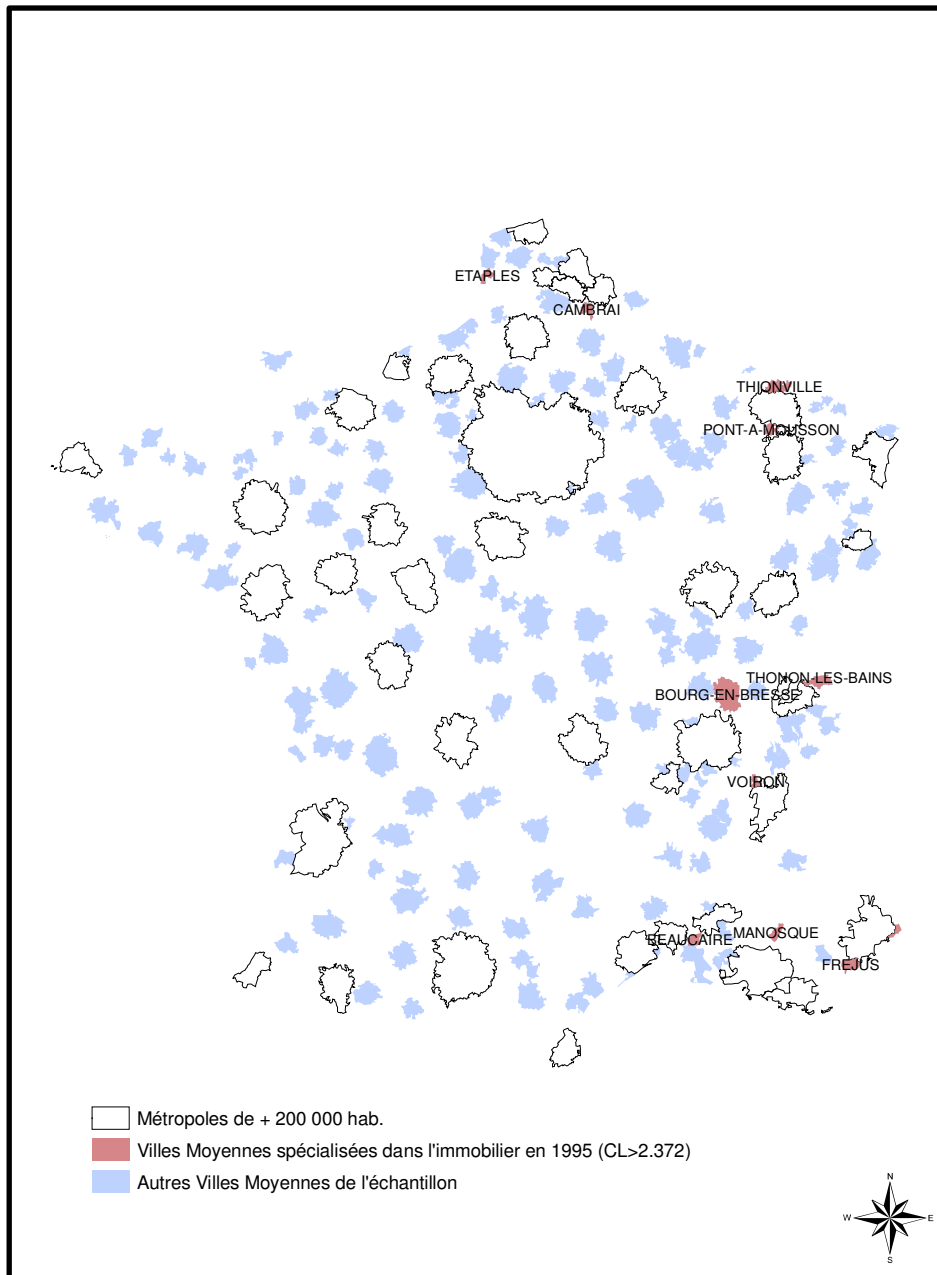 ETAPLES
CAMBRAI
THIONVILLE
PONT-A-MOUSSON
THONON-LES-BAINS
BOURG-EN-BRESSE
VOIRON
MANOSQUE
BEAUCAIRE
FREJUS
Métropoles de + 200 000 hab.
Villes Moyennes spécialisées dans l'immobilier en 1995 (CL>2.372)
Autres Villes Moyennes de l'échantillon
N
W E
S